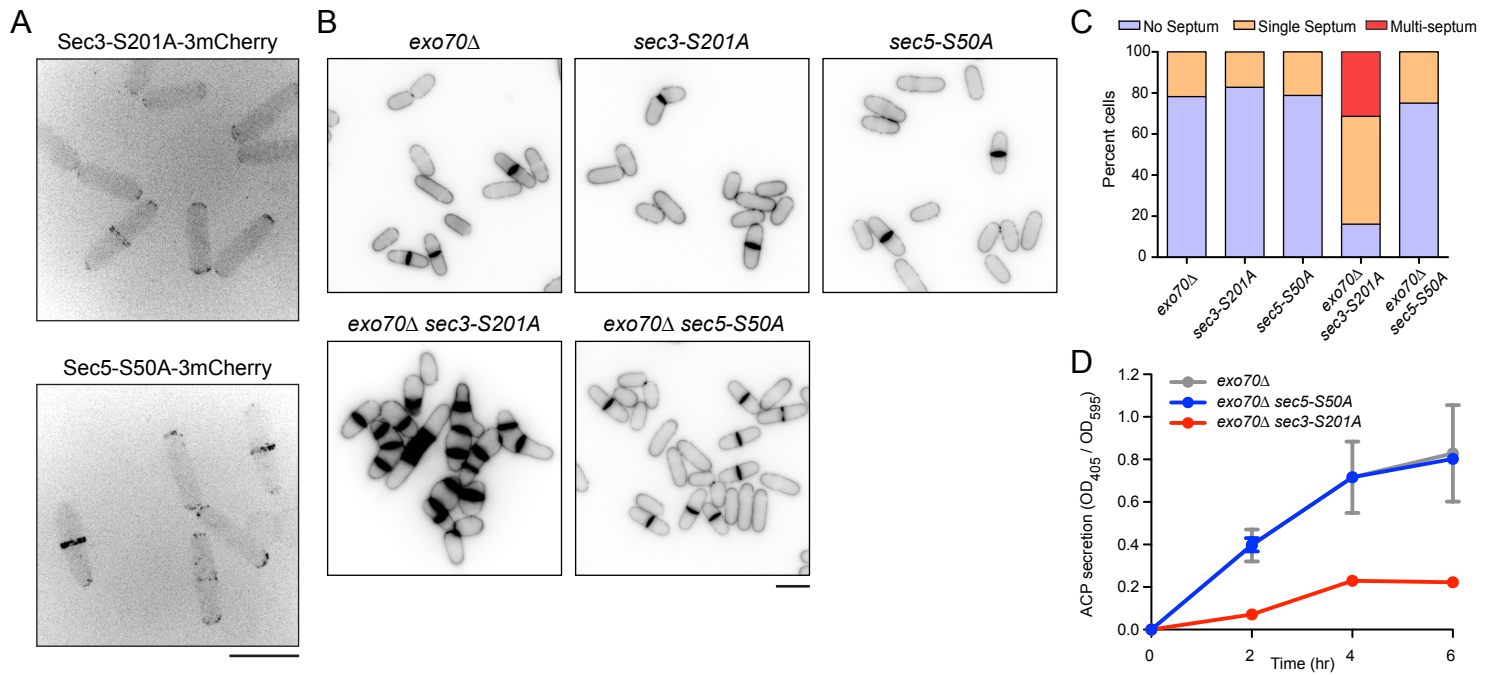 A
Sec3-S201A-3mCherry
Sec5-S50A-3mCherry
B
exo70Δ
sec3-S201A
sec5-S50A
exo70Δ sec3-S201A
exo70Δ sec5-S50A
C
No Septum Single Septum Multi-septum
Percent cells
100
80
60
40
20
0
exo70Δ
sec3-S201A
sec5-S50A
exo70Δ
sec3-S201A
exo70Δ
sec5-S50A
D
exo70Δ
exo70Δ sec5-S50A
exo70Δ sec3-S201A
ACP secretion (OD405 / OD595)
1.2
1.0
0.8
0.6
0.4
0.2
0.0
0 2 4 6
Time (hr)